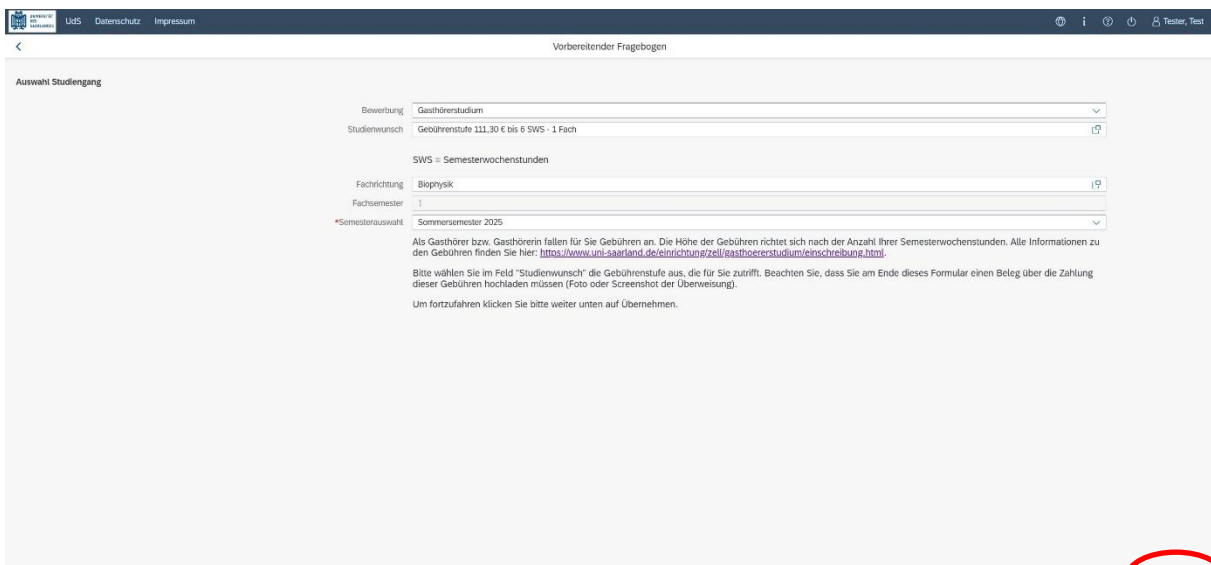 UNIVERSITÄT
DES
SAARLANDES
UdS Datenschutz Impressum
Tester, Test
Vorbereitender Fragebogen
Auswahl Studiengang
Bewerbung Gasthörerstudium
Studienwunsch Gebührenstufe 111,30 € bis 6 SWS - 1 Fach
SWS = Semesterwochenstunden
Fachrichtung Biophysik
Fachsemester 1
*Semesterauswahl Sommersemester 2025
Als Gasthörer bzw. Gasthörerin fallen für Sie Gebühren an. Die Höhe der Gebühren richtet sich nach der Anzahl Ihrer Semesterwochenstunden. Alle Informationen zu
den Gebühren finden Sie hier: https://www.uni-saarland.de/einrichtung/zell/gasthoererstudium/einschreibung.html.
Bitte wählen Sie im Feld "Studienwunsch" die Gebührenstufe aus, die für Sie zutrifft. Beachten Sie, dass Sie am Ende dieses Formular einen Beleg über die Zahlung
dieser Gebühren hochladen müssen (Foto oder Screenshot der Überweisung).
Um fortzufahren klicken Sie bitte weiter unten auf Übernehmen.